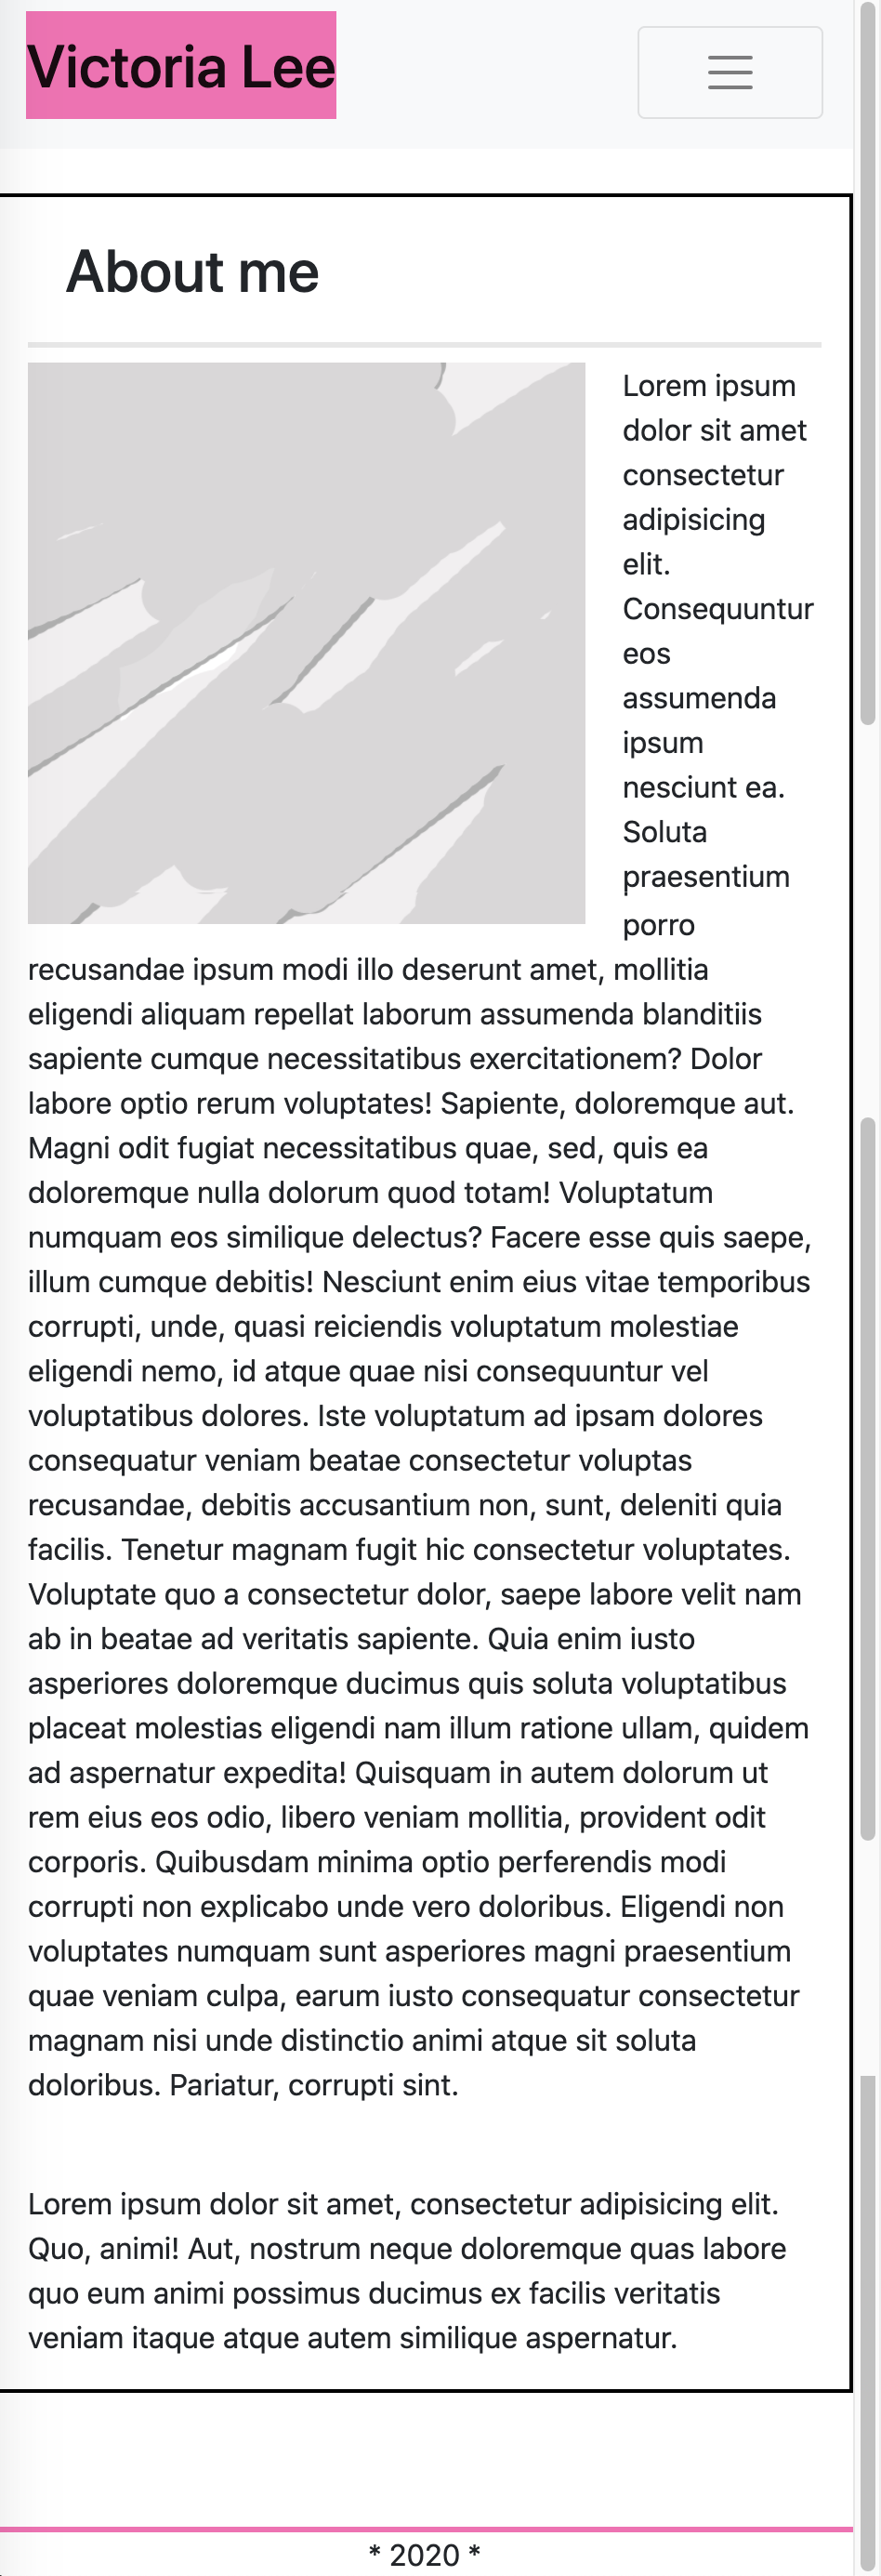 Victoria Lee
About me
Lorem ipsum
dolor sit amet
consectetur
adipisicing
elit.
Consequuntur
eos
assumenda
ipsum
nesciunt ea.
Soluta
praesentium
porro
recusandae ipsum modi illo deserunt amet, mollitia
eligendi aliquam repellat laborum assumenda blanditiis
sapiente cumque necessitatibus exercitationem? Dolor
labore optio rerum voluptates! Sapiente, doloremque aut.
Magni odit fugiat necessitatibus quae, sed, quis ea
doloremque nulla dolorum quod totam! Voluptatum
numquam eos similique delectus? Facere esse quis saepe,
illum cumque debitis! Nesciunt enim eius vitae temporibus
corrupti, unde, quasi reiciendis voluptatum molestiae
eligendi nemo, id atque quae nisi consequuntur vel
voluptatibus dolores. Iste voluptatum ad ipsam dolores
consequatur veniam beatae consectetur voluptas
recusandae, debitis accusantium non, sunt, deleniti quia
facilis. Tenetur magnam fugit hic consectetur voluptates.
Voluptate quo a consectetur dolor, saepe labore velit nam
ab in beatae ad veritatis sapiente. Quia enim iusto
asperiores doloremque ducimus quis soluta voluptatibus
placeat molestias eligendi nam illum ratione ullam, quidem
ad aspernatur expedita! Quisquam in autem dolorum ut
rem eius eos odio, libero veniam mollitia, provident odit
corporis. Quibusdam minima optio perferendis modi
corrupti non explicabo unde vero doloribus. Eligendi non
voluptates numquam sunt asperiores magni praesentium
quae veniam culpa, earum iusto consequatur consectetur
magnam nisi unde distinctio animi atque sit soluta
doloribus. Pariatur, corrupti sint.
Lorem ipsum dolor sit amet, consectetur adipisicing elit.
Quo, animi! Aut, nostrum neque doloremque quas labore
quo eum animi possimus ducimus ex facilis veritatis
veniam itaque atque autem similique aspernatur.
* 2020 *